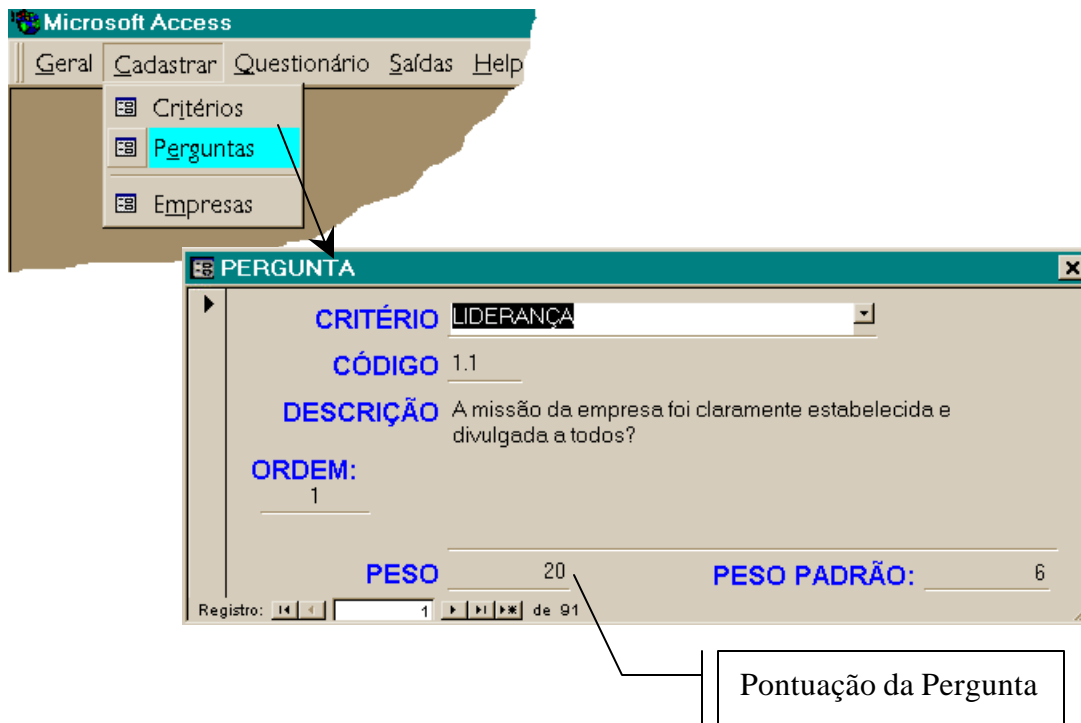 Microsoft Access
Geral Cadastrar Questionário Saídas Help
Critérios
Perguntas
Empresas
PERGUNTA
CRITÉRIO LIDERANÇA
CÓDIGO 1.1
DESCRIÇÃO A missão da empresa foi claramente estabelecida e
divulgada a todos?
ORDEM:
1
PESO 20 PESO PADRÃO: 6
Registro: 1 de 91
Pontuação da Pergunta